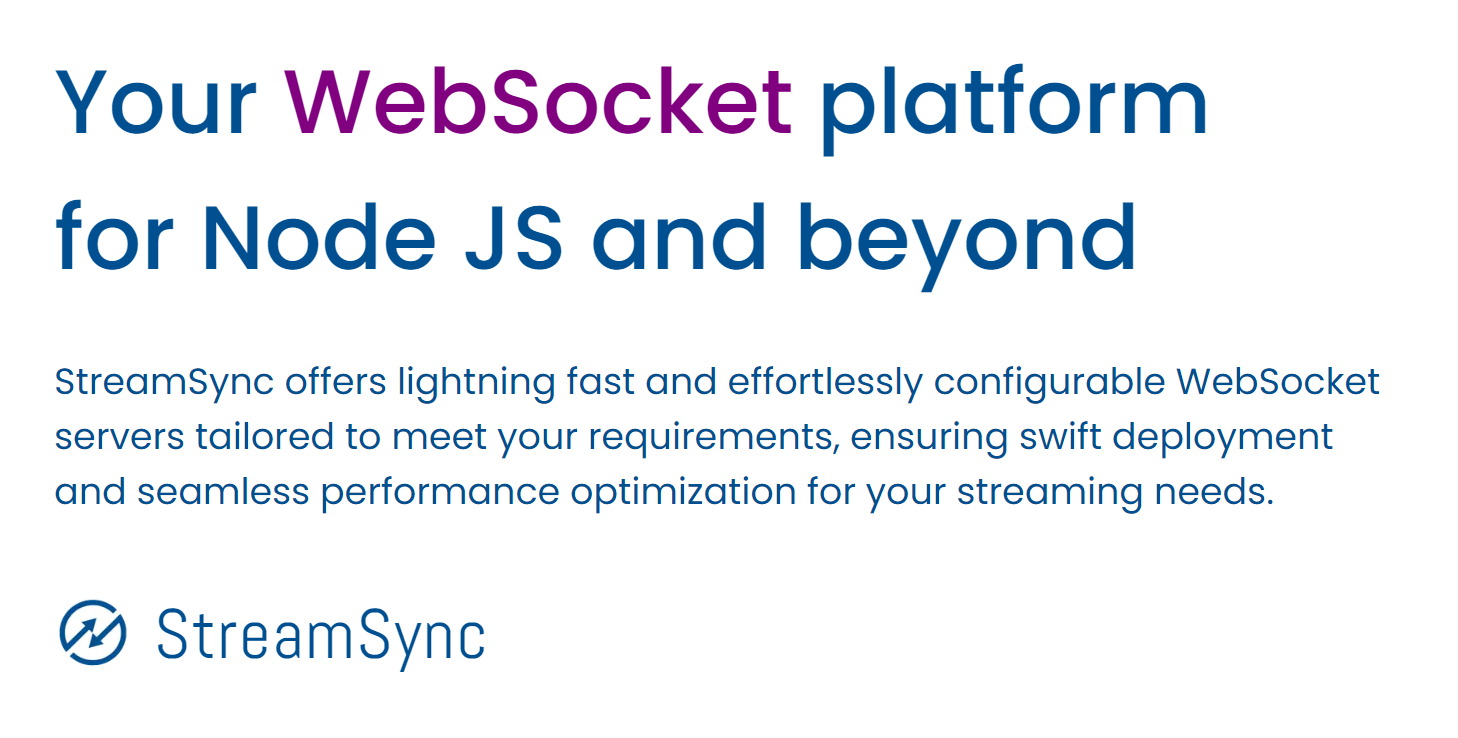 Your WebSocket platform
for Node JS and beyond
StreamSync offers lightning fast and effortlessly configurable WebSocket
servers tailored to meet your requirements, ensuring swift deployment
and seamless performance optimization for your streaming needs.
StreamSync